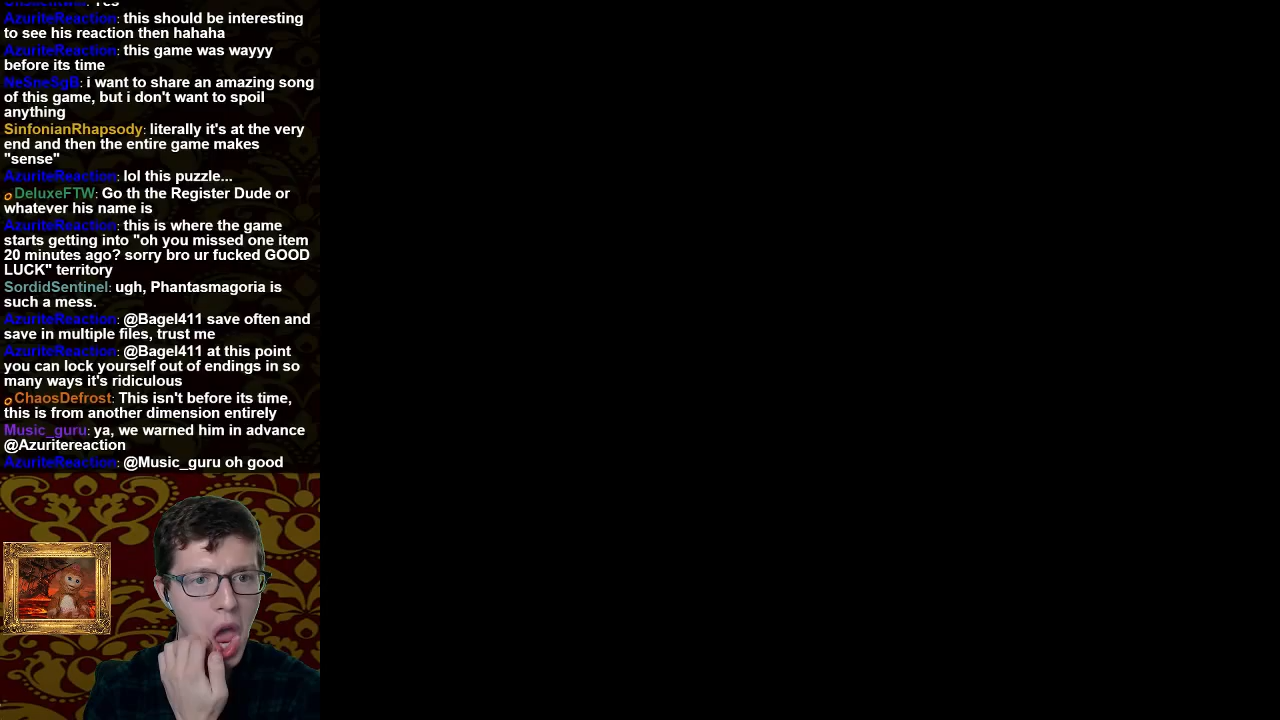 AzuriteReaction: this should be interesting
to see his reaction then hahaha
AzuriteReaction: this game was wayyy
before its time
NeSneSgB: i want to share an amazing song
of this game, but i don't want to spoil
anything
SinfonianRhapsody: literally it's at the very
end and then the entire game makes
"sense"
AzuriteReaction: lol this puzzle...
DeluxeFTW: Go th the Register Dude or
whatever his name is
AzuriteReaction: this is where the game
starts getting into "oh you missed one item
20 minutes ago? sorry bro ur fucked GOOD
LUCK" territory
SordidSentinel: ugh, Phantasmagoria is
such a mess.
AzuriteReaction: @Bagel411 save often and
save in multiple files, trust me
AzuriteReaction: @Bagel411 at this point
you can lock yourself out of endings in so
many ways it's ridiculous
ChaosDefrost: This isn't before its time,
this is from another dimension entirely
Music_guru: ya, we warned him in advance
@Azuritereaction
AzuriteReaction: @Music_guru oh good